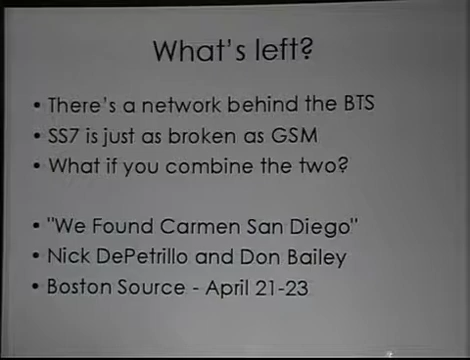 What's left?
• There's a network behind the BTS
• SS7 is just as broken as GSM
• What if you combine the two?
• "We Found Carmen San Diego"
• Nick DePetrillo and Don Bailey
• Boston Source - April 21-23